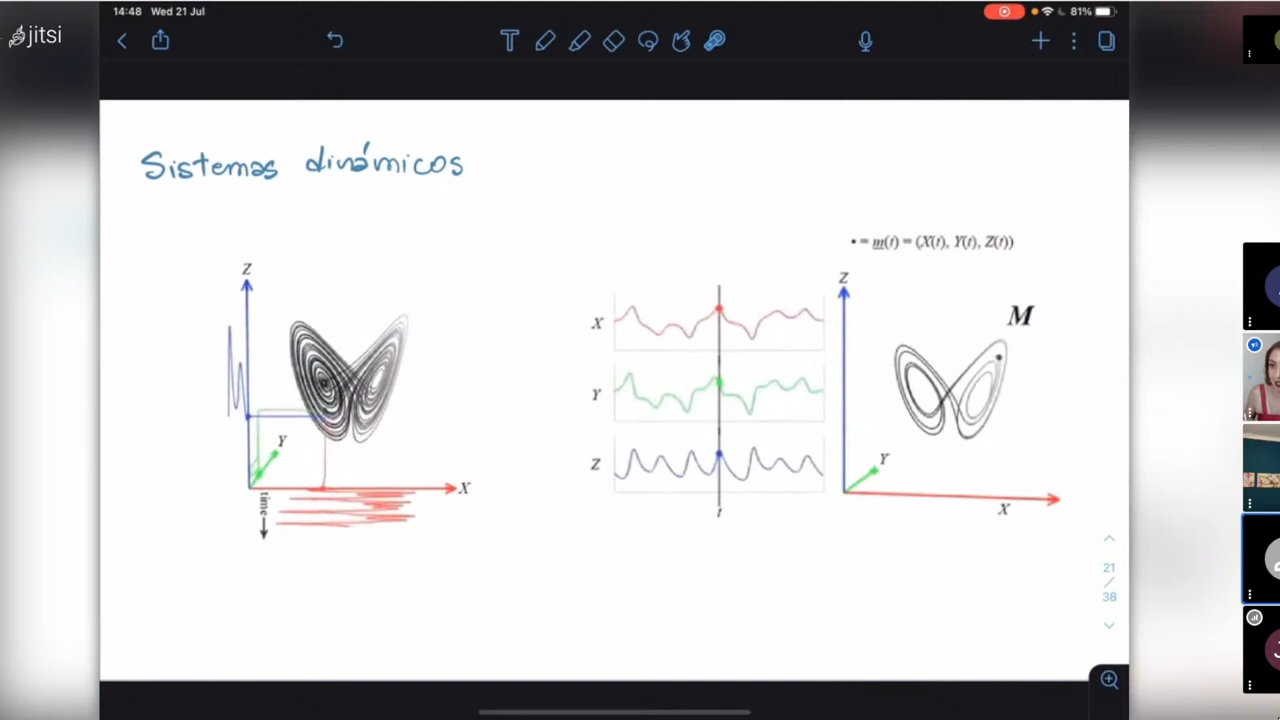 14:48 Wed 21 Jul
81%
jitsi
Sistemas dinámicos
• = m(t) = (X(t), Y(t), Z(t))
Z
Y
X
time
X
Y
Z
t
Z
M
Y
X
21
/
38